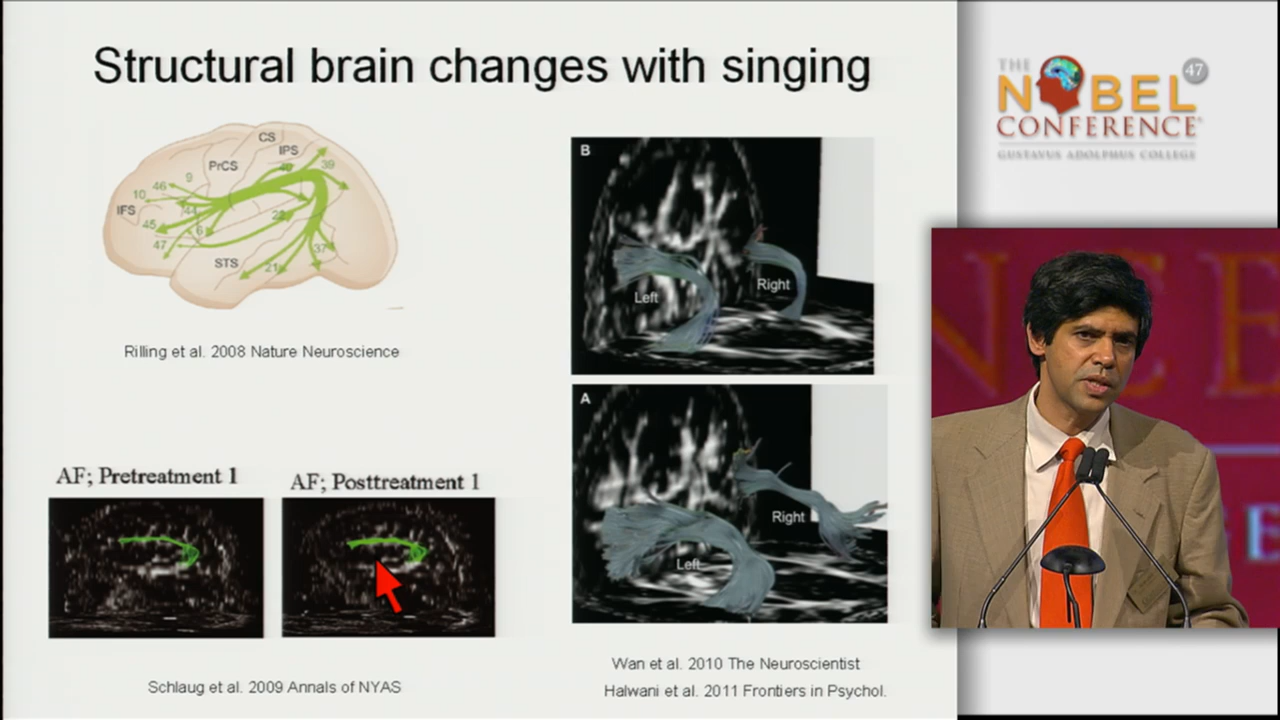 Structural brain changes with singing
CS
IPS
PrCS
40
39
9
46
10
IFS
44
45
6
22
47
37
STS
21
Rilling et al. 2008 Nature Neuroscience
AF; Pretreatment 1
AF; Posttreatment 1
Schlaug et al. 2009 Annals of NYAS
B
Left
Right
A
Right
Left
Wan et al. 2010 The Neuroscientist
Halwani et al. 2011 Frontiers in Psychol.
THE
NOBEL 47
CONFERENCE
GUSTAVUS ADOLPHUS COLLEGE